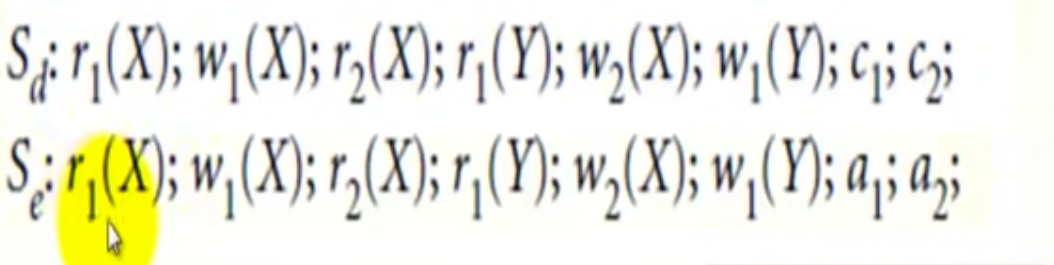 S_d: r_1(X); w_1(X); r_2(X); r_1(Y); w_2(X); w_1(Y); c_1; c_2;
S_e: r_1(X); w_1(X); r_2(X); r_1(Y); w_2(X); w_1(Y); a_1; a_2;